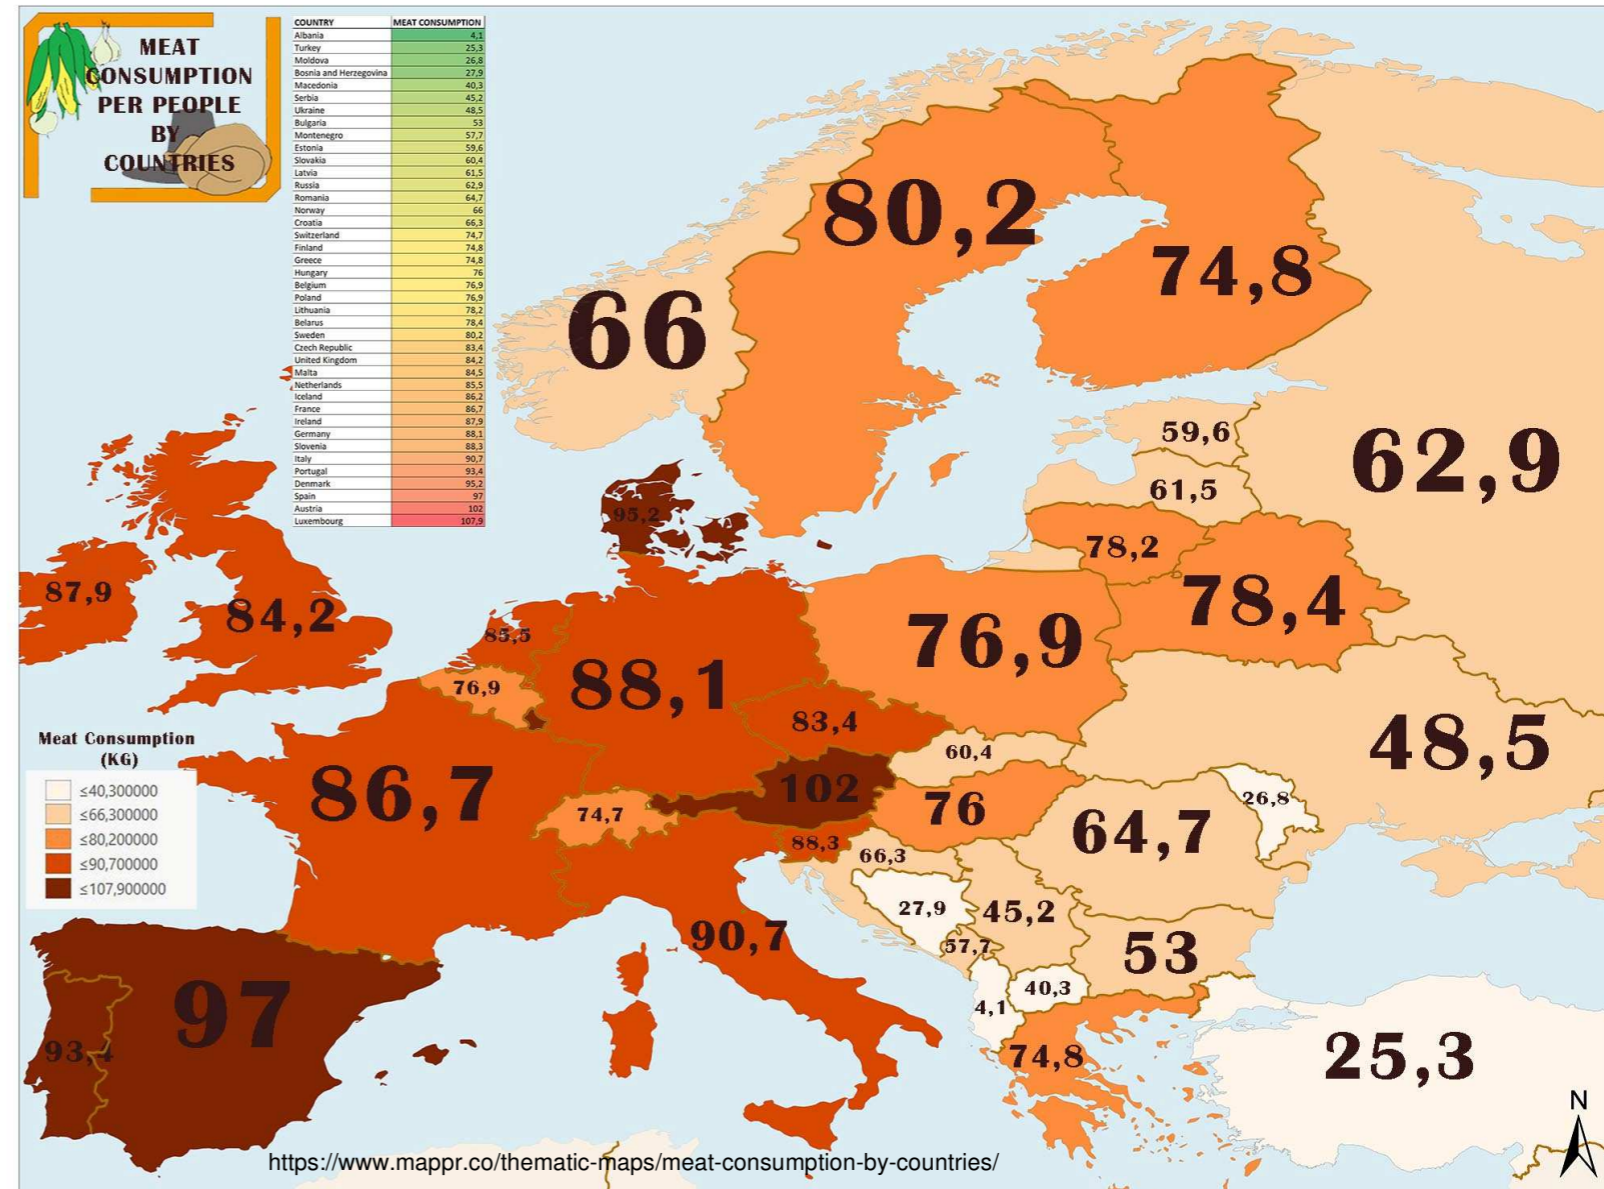 MEAT
CONSUMPTION
PER PEOPLE
BY
COUNTRIES
COUNTRY MEAT CONSUMPTION
Albania 4,1
Turkey 25,3
Moldova 26,8
Bosnia and Herzegovina 27,9
Macedonia 40,3
Serbia 45,2
Ukraine 48,5
Bulgaria 53
Montenegro 57,7
Estonia 59,6
Slovakia 60,4
Latvia 61,5
Russia 62,9
Romania 64,7
Norway 66
Croatia 66,3
Switzerland 74,7
Finland 74,8
Greece 74,8
Hungary 76
Belgium 76,9
Poland 76,9
Lithuania 78,2
Belarus 78,4
Sweden 80,2
Czech Republic 83,4
United Kingdom 84,2
Malta 84,5
Netherlands 85,5
Iceland 86,2
France 86,7
Ireland 87,9
Germany 88,1
Slovenia 88,3
Italy 90,7
Portugal 93,4
Denmark 95,2
Spain 97
Austria 102
Luxembourg 107,9
80,2
74,8
66
59,6
62,9
61,5
95,2
78,2
87,9
84,2
78,4
85,5
76,9
88,1
76,9
83,4
48,5
60,4
102
86,7
74,7
76
26,8
64,7
88,3
66,3
27,9
45,2
90,7
57,7
53
40,3
4,1
97
93,4
74,8
25,3
Meat Consumption
(KG)
≤40,300000
≤66,300000
≤80,200000
≤90,700000
≤107,900000
N
https://www.mappr.co/thematic-maps/meat-consumption-by-countries/